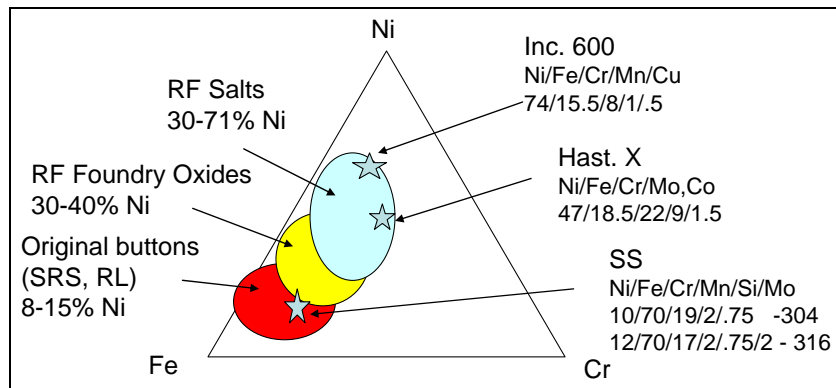 Ni
Inc. 600
Ni/Fe/Cr/Mn/Cu
74/15.5/8/1/.5
RF Salts
30-71% Ni
RF Foundry Oxides
30-40% Ni
Hast. X
Ni/Fe/Cr/Mo,Co
47/18.5/22/9/1.5
Original buttons
(SRS, RL)
8-15% Ni
SS
Ni/Fe/Cr/Mn/Si/Mo
10/70/19/2/.75 -304
12/70/17/2/.75/2 - 316
Fe
Cr